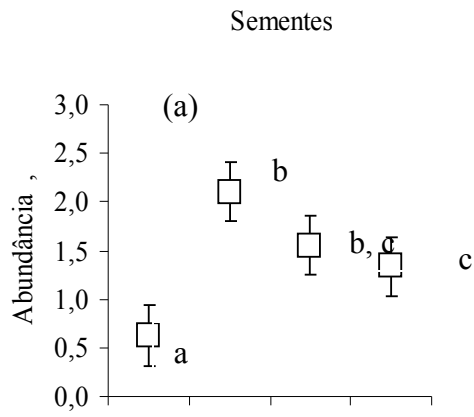 Sementes
(a)
3,0
2,5
2,0
1,5
1,0
0,5
0,0
Abundância ,
a
b
b, c
c